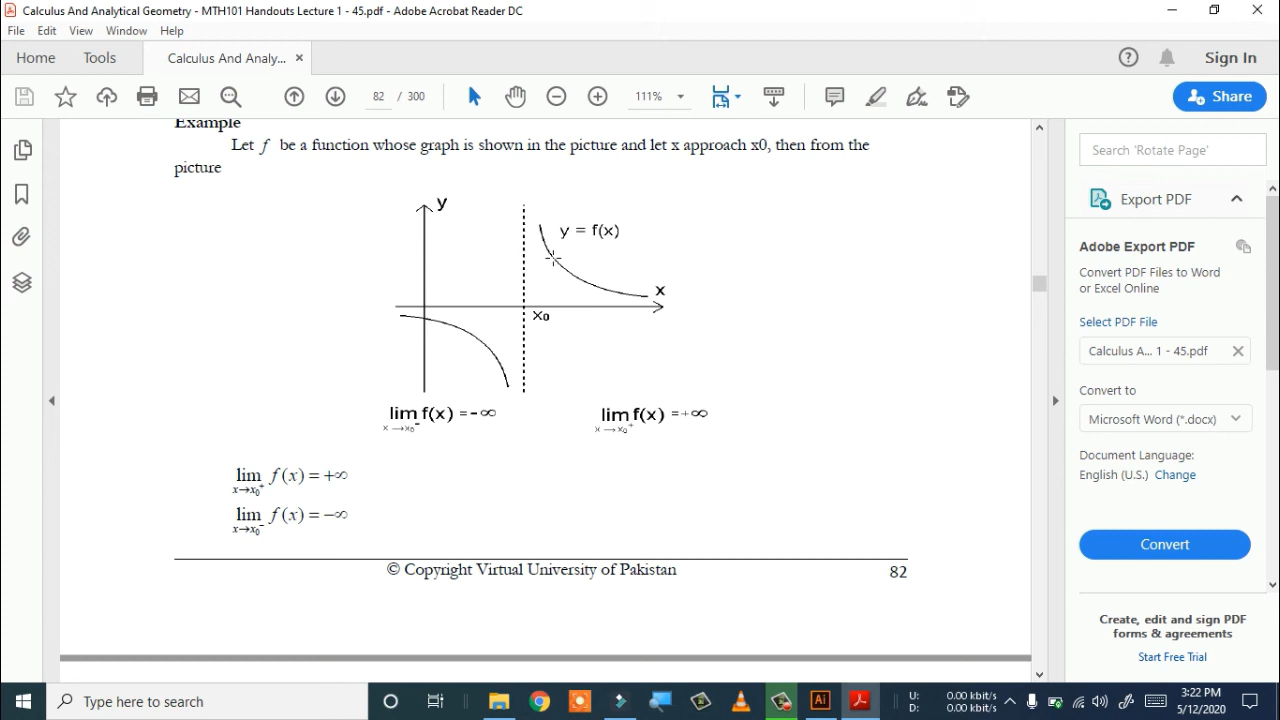 Calculus And Analytical Geometry - MTH101 Handouts Lecture 1 - 45.pdf - Adobe Acrobat Reader DC
File Edit View Window Help
Home Tools Calculus And Analy... × Sign In
82 / 300 111% Share
Example
Let f be a function whose graph is shown in the picture and let x approach x0, then from the
picture
y
y = f(x)
x
x₀
lim f(x) = -∞ lim f(x) = +∞
x → x₀⁻ x → x₀⁺
lim f(x) = +∞
x→x₀⁺
lim f(x) = −∞
x→x₀⁻
© Copyright Virtual University of Pakistan 82
Search 'Rotate Page'
Export PDF
Adobe Export PDF
Convert PDF Files to Word
or Excel Online
Select PDF File
Calculus A... 1 - 45.pdf ×
Convert to
Microsoft Word (*.docx)
Document Language:
English (U.S.) Change
Convert
Create, edit and sign PDF
forms & agreements
Start Free Trial
Type here to search
Ai
U: 0.00 kbit/s
D: 0.00 kbit/s
3:22 PM
5/12/2020